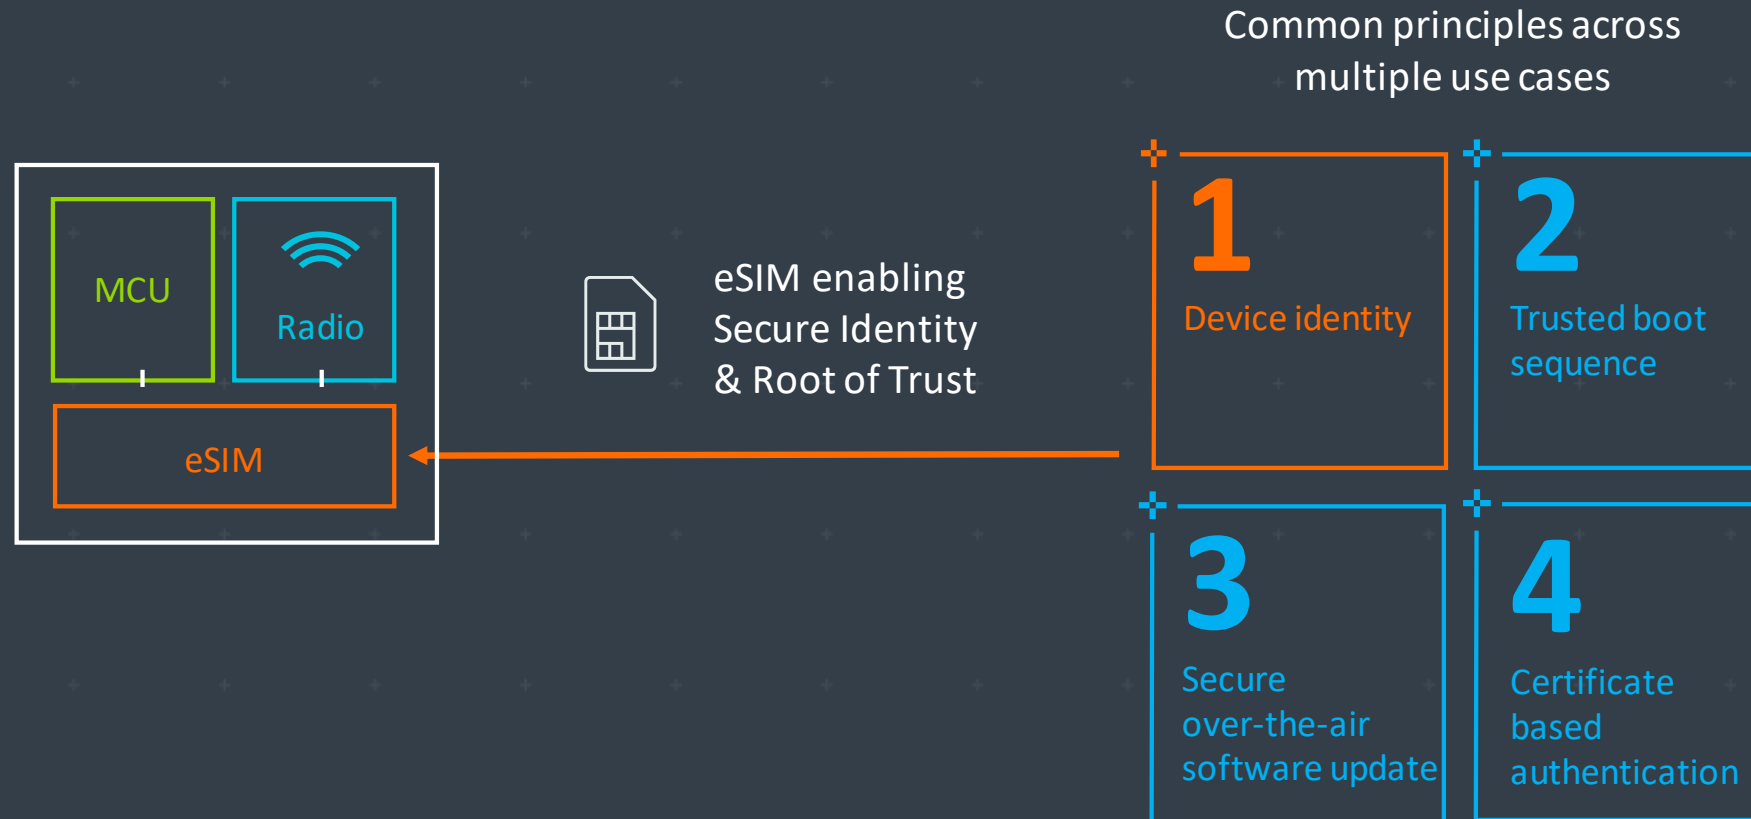 Common principles across
multiple use cases
MCU
Radio
eSIM
eSIM enabling
Secure Identity
& Root of Trust
1
Device identity
2
Trusted boot
sequence
3
Secure
over-the-air
software update
4
Certificate
based
authentication